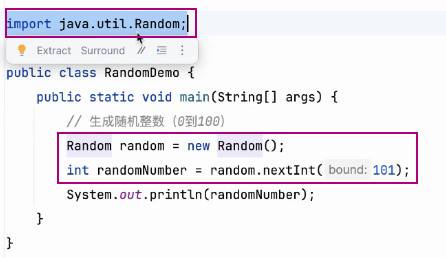 import java.util.Random;
Extract Surround //
public class RandomDemo {
public static void main(String[] args) {
// 生成随机整数（0到100）
Random random = new Random();
int randomNumber = random.nextInt( bound: 101);
System.out.println(randomNumber);
}
}